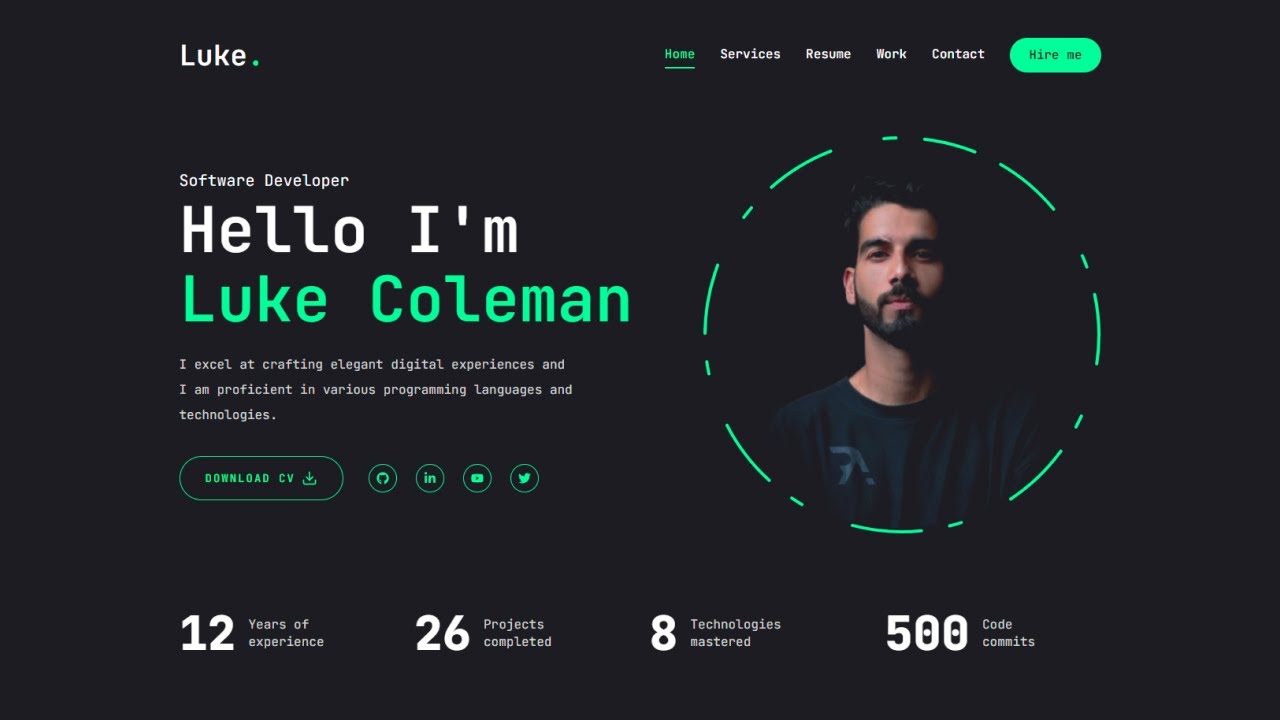 Luke.
Home Services Resume Work Contact Hire me
Software Developer
Hello I'm
Luke Coleman
I excel at crafting elegant digital experiences and
I am proficient in various programming languages and
technologies.
DOWNLOAD CV
in
12 Years of
experience
26 Projects
completed
8 Technologies
mastered
500 Code
commits